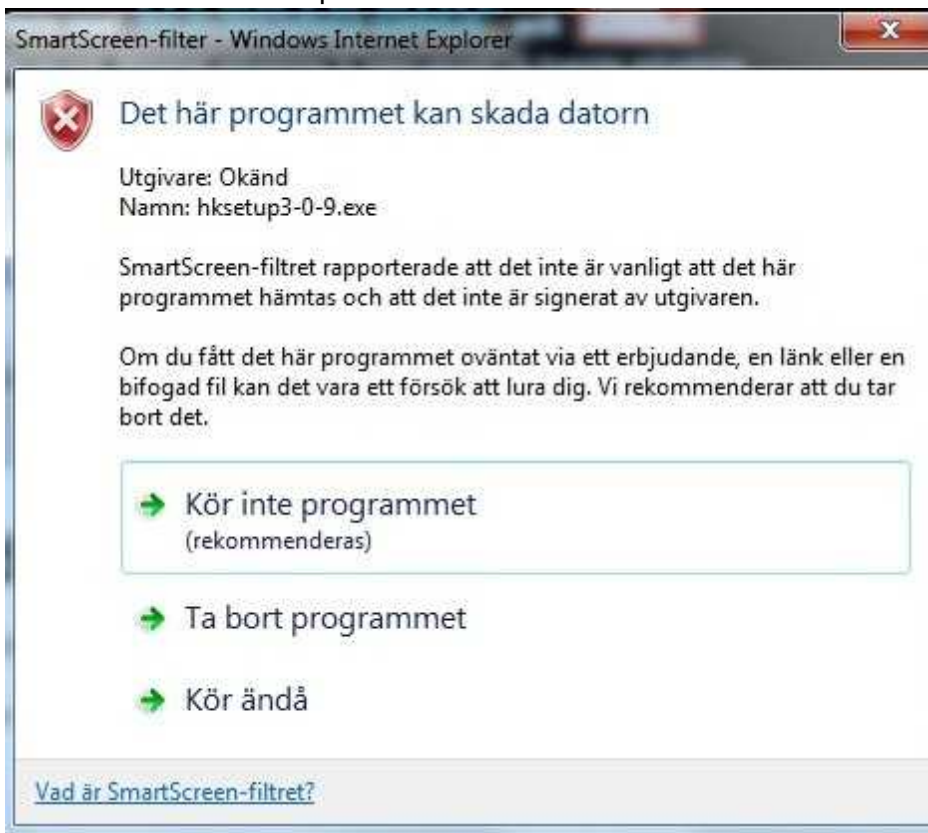 SmartScreen-filter - Windows Internet Explorer
Det här programmet kan skada datorn
Utgivare: Okänd
Namn: hksetup3-0-9.exe
SmartScreen-filtret rapporterade att det inte är vanligt att det här
programmet hämtas och att det inte är signerat av utgivaren.
Om du fått det här programmet oväntat via ett erbjudande, en länk eller en
bifogad fil kan det vara ett försök att lura dig. Vi rekommenderar att du tar
bort det.
Kör inte programmet
(rekommenderas)
Ta bort programmet
Kör ändå
Vad är SmartScreen-filtret?